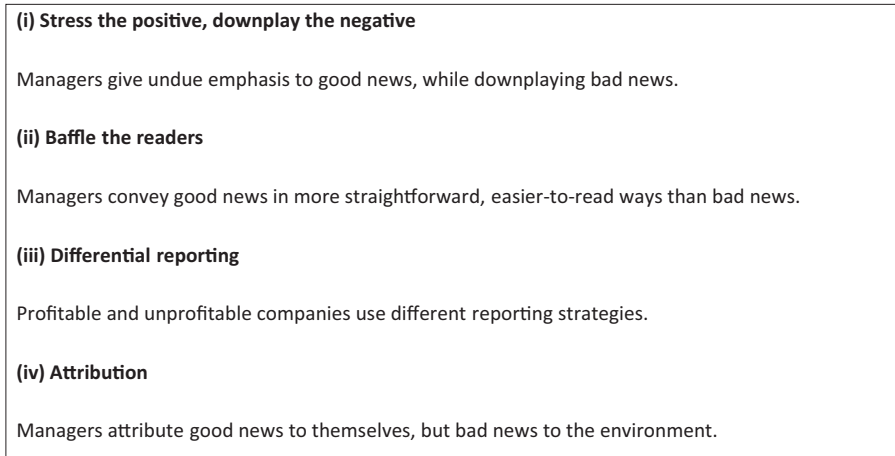 (i) Stress the positive, downplay the negative
Managers give undue emphasis to good news, while downplaying bad news.
(ii) Baffle the readers
Managers convey good news in more straightforward, easier-to-read ways than bad news.
(iii) Differential reporting
Profitable and unprofitable companies use different reporting strategies.
(iv) Attribution
Managers attribute good news to themselves, but bad news to the environment.